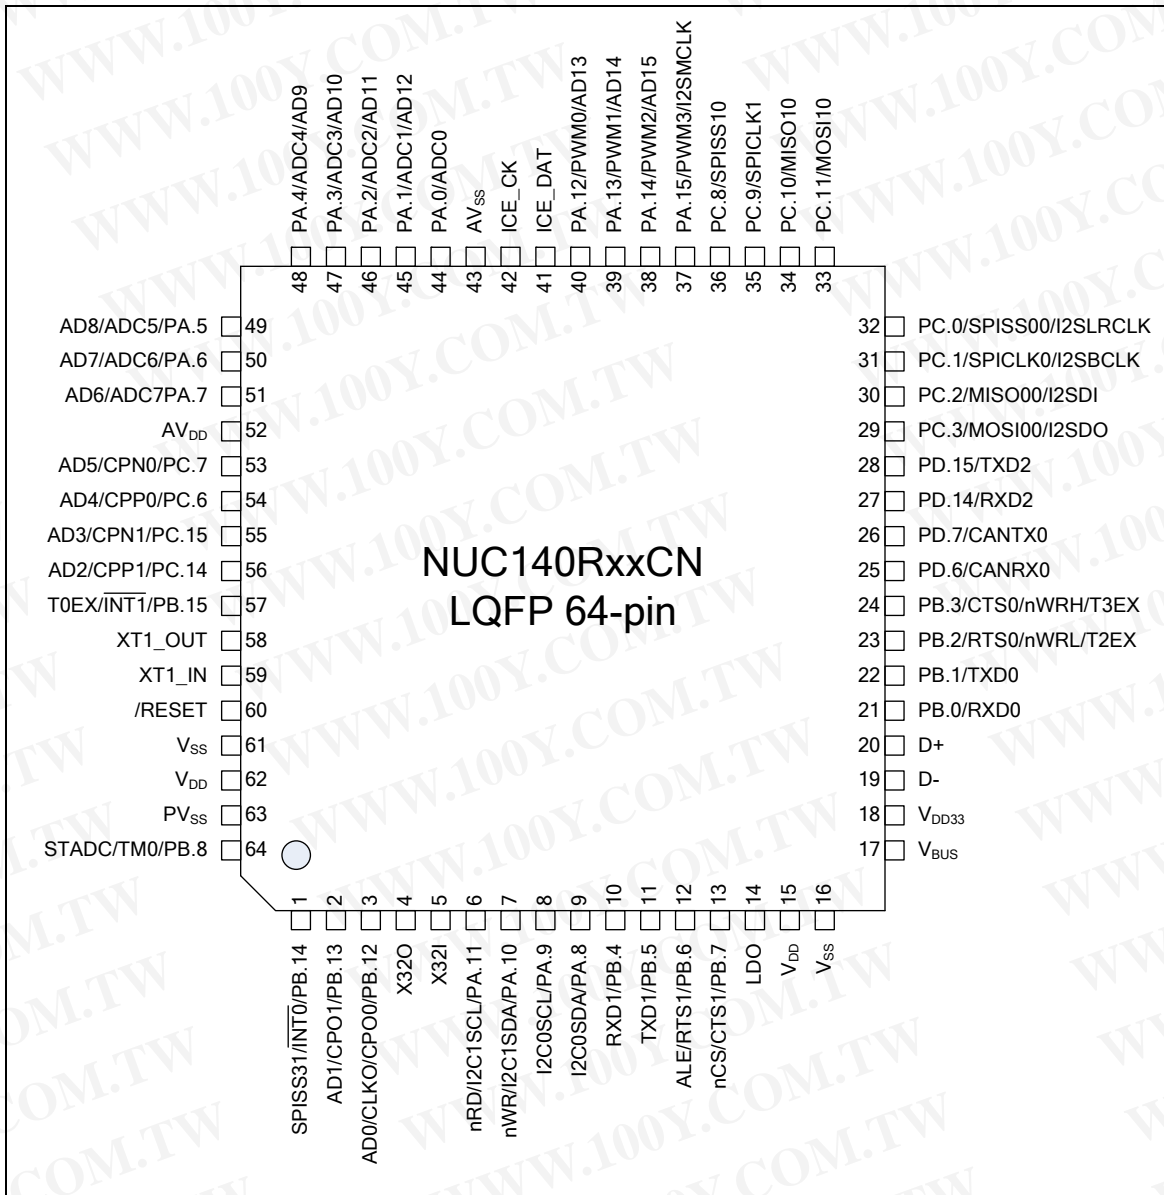 PA.4/ADC4/AD9
PA.3/ADC3/AD10
PA.2/ADC2/AD11
PA.1/ADC1/AD12
PA.0/ADC0
AVSS
ICE_CK
ICE_DAT
PA.12/PWM0/AD13
PA.13/PWM1/AD14
PA.14/PWM2/AD15
PA.15/PWM3/I2SMCLK
PC.8/SPISS10
PC.9/SPICLK1
PC.10/MISO10
PC.11/MOSI10
48 47 46 45 44 43 42 41 40 39 38 37 36 35 34 33
AD8/ADC5/PA.5 49
AD7/ADC6/PA.6 50
AD6/ADC7PA.7 51
AVDD 52
AD5/CPN0/PC.7 53
AD4/CPP0/PC.6 54
AD3/CPN1/PC.15 55
AD2/CPP1/PC.14 56
T0EX/INT1/PB.15 57
XT1_OUT 58
XT1_IN 59
/RESET 60
VSS 61
VDD 62
PVSS 63
STADC/TM0/PB.8 64
NUC140RxxCN
LQFP 64-pin
32 PC.0/SPISS00/I2SLRCLK
31 PC.1/SPICLK0/I2SBCLK
30 PC.2/MISO00/I2SDI
29 PC.3/MOSI00/I2SDO
28 PD.15/TXD2
27 PD.14/RXD2
26 PD.7/CANTX0
25 PD.6/CANRX0
24 PB.3/CTS0/nWRH/T3EX
23 PB.2/RTS0/nWRL/T2EX
22 PB.1/TXD0
21 PB.0/RXD0
20 D+
19 D-
18 VDD33
17 VBUS
1 2 3 4 5 6 7 8 9 10 11 12 13 14 15 16
SPISS31/INT0/PB.14
AD1/CPO1/PB.13
AD0/CLKO/CPO0/PB.12
X32O
X32I
nRD/I2C1SCL/PA.11
nWR/I2C1SDA/PA.10
I2C0SCL/PA.9
I2C0SDA/PA.8
RXD1/PB.4
TXD1/PB.5
ALE/RTS1/PB.6
nCS/CTS1/PB.7
LDO
VDD
VSS
WWW.100Y.COM.TW